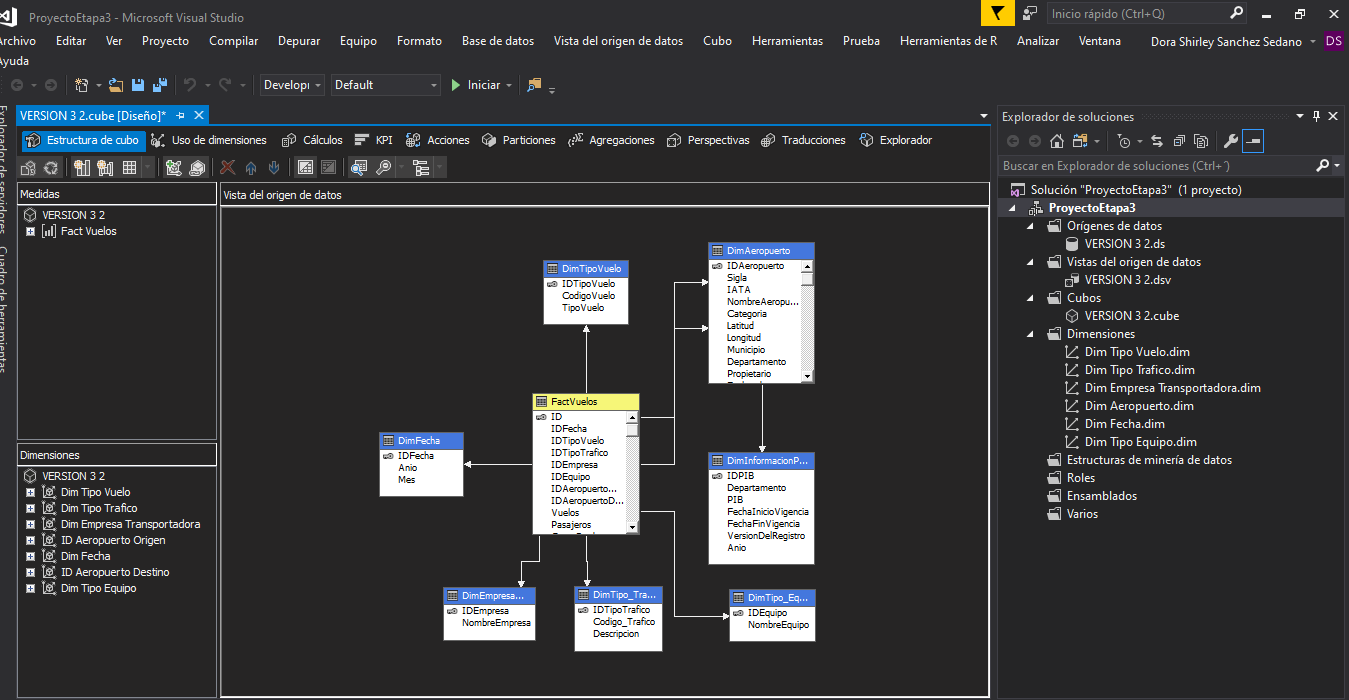 ProyectoEtapa3 - Microsoft Visual Studio
Inicio rápido (Ctrl+Q)
Archivo Editar Ver Proyecto Compilar Depurar Equipo Formato Base de datos Vista del origen de datos Cubo Herramientas Prueba Herramientas de R Analizar Ventana Dora Shirley Sanchez Sedano DS
Ayuda
Developi Default Iniciar
Explorador de servidores
Cuadro de herramientas
VERSION 3 2.cube [Diseño]*
Estructura de cubo Uso de dimensiones Cálculos KPI Acciones Particiones Agregaciones Perspectivas Traducciones Explorador
Medidas
VERSION 3 2
Fact Vuelos
Dimensiones
VERSION 3 2
Dim Tipo Vuelo
Dim Tipo Trafico
Dim Empresa Transportadora
ID Aeropuerto Origen
Dim Fecha
ID Aeropuerto Destino
Dim Tipo Equipo
Vista del origen de datos
DimTipoVuelo
IDTipoVuelo
CodigoVuelo
TipoVuelo
DimAeropuerto
IDAeropuerto
Sigla
IATA
NombreAeropu...
Categoria
Latitud
Longitud
Municipio
Departamento
Propietario
FactVuelos
ID
IDFecha
IDTipoVuelo
IDTipoTrafico
IDEmpresa
IDEquipo
IDAeropuerto...
IDAeropuertoD...
Vuelos
Pasajeros
DimFecha
IDFecha
Anio
Mes
DimInformacionP...
IDPIB
Departamento
PIB
FechaInicioVigencia
FechaFinVigencia
VersionDelRegistro
Anio
DimEmpresa...
IDEmpresa
NombreEmpresa
DimTipo_Tra...
IDTipoTrafico
Codigo_Trafico
Descripcion
DimTipo_Eq...
IDEquipo
NombreEquipo
Explorador de soluciones
Buscar en Explorador de soluciones (Ctrl+´)
Solución "ProyectoEtapa3" (1 proyecto)
ProyectoEtapa3
Orígenes de datos
VERSION 3 2.ds
Vistas del origen de datos
VERSION 3 2.dsv
Cubos
VERSION 3 2.cube
Dimensiones
Dim Tipo Vuelo.dim
Dim Tipo Trafico.dim
Dim Empresa Transportadora.dim
Dim Aeropuerto.dim
Dim Fecha.dim
Dim Tipo Equipo.dim
Estructuras de minería de datos
Roles
Ensamblados
Varios